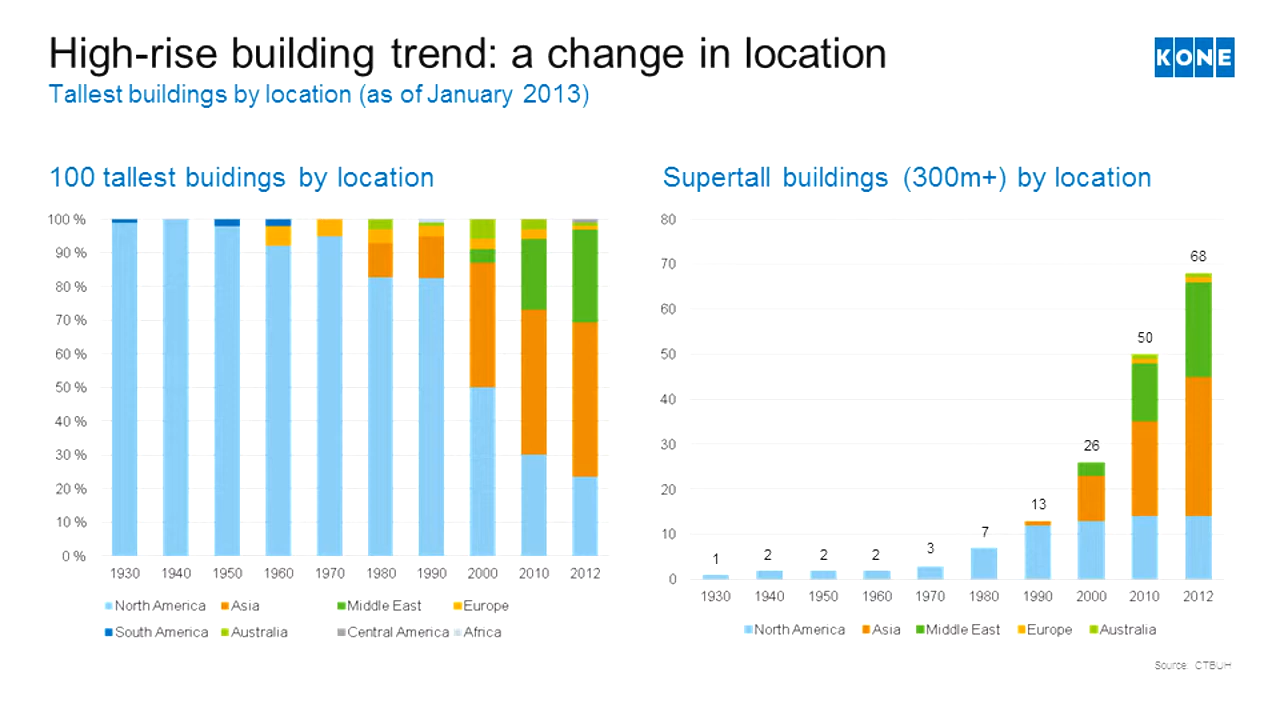 High-rise building trend: a change in location
KONE
Tallest buildings by location (as of January 2013)
100 tallest buidings by location
100 %
90 %
80 %
70 %
60 %
50 %
40 %
30 %
20 %
10 %
0 %
1930 1940 1950 1960 1970 1980 1990 2000 2010 2012
North America Asia Middle East Europe
South America Australia Central America Africa
Supertall buildings (300m+) by location
80
70
60
50
40
30
20
10
0
1 2 2 2 3 7 13 26 50 68
1930 1940 1950 1960 1970 1980 1990 2000 2010 2012
North America Asia Middle East Europe Australia
Source: CTBUH